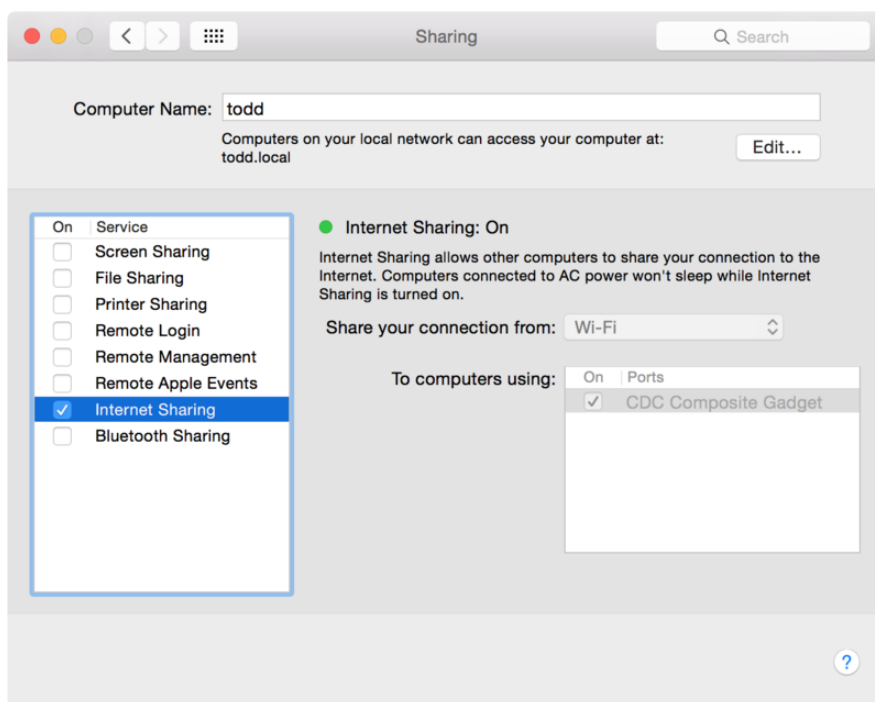 Sharing
Search
Computer Name: todd
Computers on your local network can access your computer at:
todd.local
Edit...
On Service
Screen Sharing
File Sharing
Printer Sharing
Remote Login
Remote Management
Remote Apple Events
Internet Sharing
Bluetooth Sharing
Internet Sharing: On
Internet Sharing allows other computers to share your connection to the
Internet. Computers connected to AC power won't sleep while Internet
Sharing is turned on.
Share your connection from: Wi-Fi
To computers using:
On Ports
CDC Composite Gadget
?